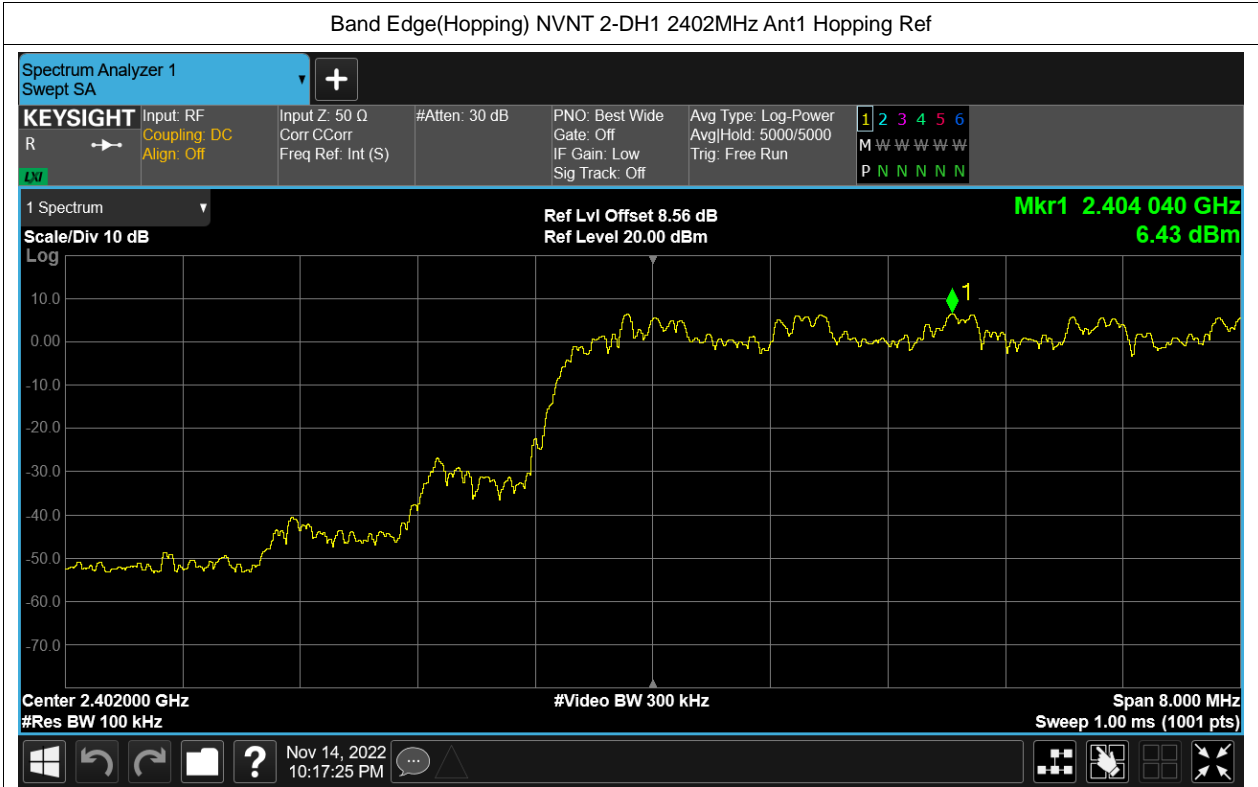 Band Edge(Hopping) NVNT 2-DH1 2402MHz Ant1 Hopping Ref
Spectrum Analyzer 1
Swept SA
▼
+
KEYSIGHT
R
LXI
Input: RF
Coupling: DC
Align: Off
Input Z: 50 Ω
Corr CCorr
Freq Ref: Int (S)
#Atten: 30 dB
PNO: Best Wide
Gate: Off
IF Gain: Low
Sig Track: Off
Avg Type: Log-Power
Avg|Hold: 5000/5000
Trig: Free Run
1 2 3 4 5 6
M W W W W W
P N N N N N
1 Spectrum ▼
Scale/Div 10 dB
Ref Lvl Offset 8.56 dB
Ref Level 20.00 dBm
Mkr1 2.404 040 GHz
6.43 dBm
Log
10.0
0.00
-10.0
-20.0
-30.0
-40.0
-50.0
-60.0
-70.0
1
Center 2.402000 GHz
#Res BW 100 kHz
#Video BW 300 kHz
Span 8.000 MHz
Sweep 1.00 ms (1001 pts)
?
Nov 14, 2022
10:17:25 PM